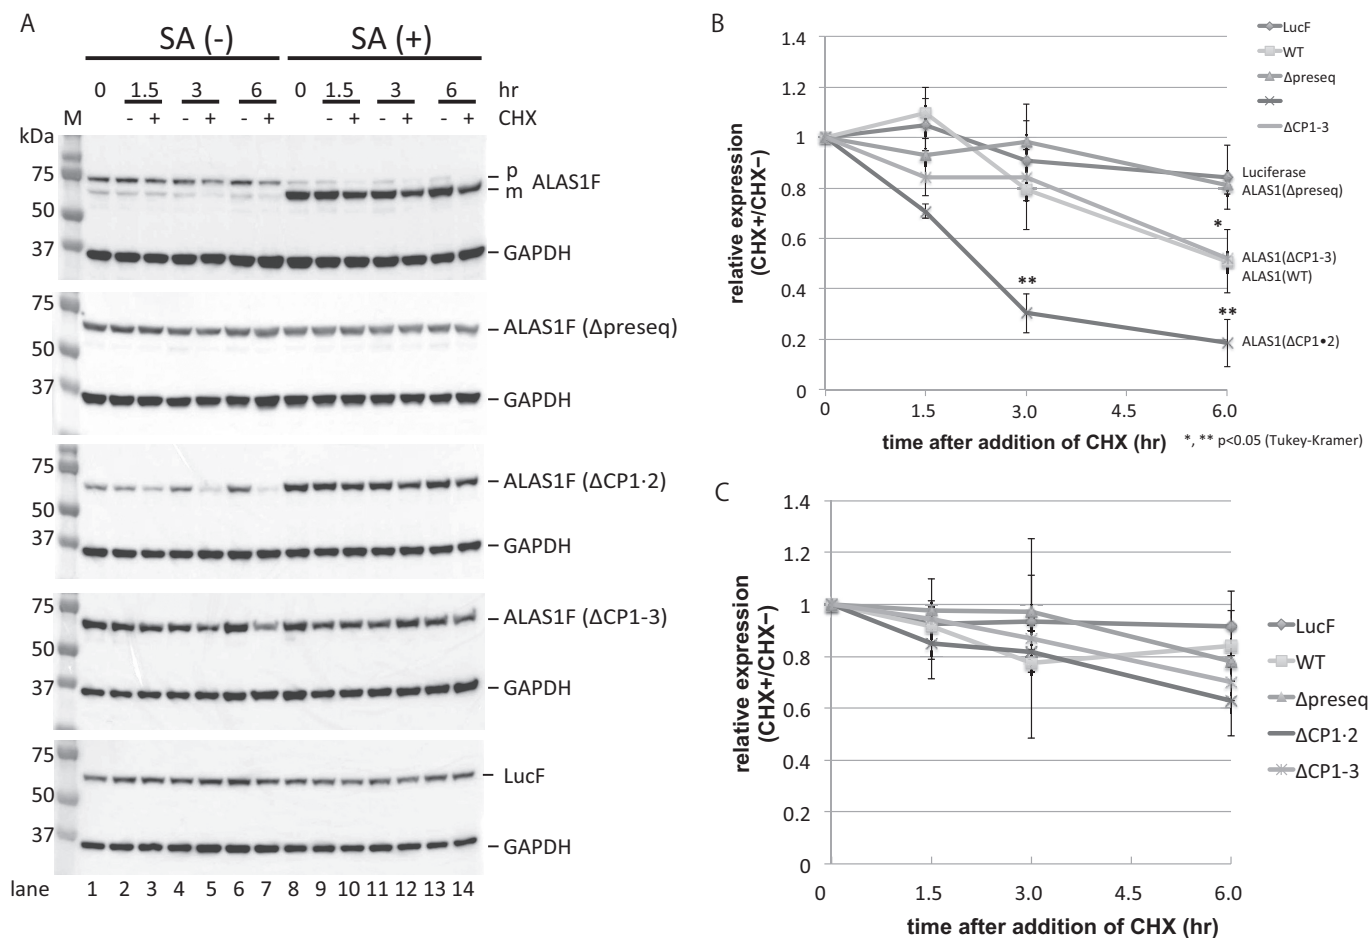 A
SA (-) SA (+)
0 1.5 3 6 0 1.5 3 6 hr
M - + - + - + - + - + - + CHX
kDa
75
50
37
p
m
ALAS1F
GAPDH
75
50
37
ALAS1F (Δpreseq)
GAPDH
75
50
37
ALAS1F (ΔCP1·2)
GAPDH
75
50
37
ALAS1F (ΔCP1-3)
GAPDH
75
50
37
LucF
GAPDH
lane 1 2 3 4 5 6 7 8 9 10 11 12 13 14
B
relative expression
(CHX+/CHX−)
1.4
1.2
1
0.8
0.6
0.4
0.2
0
0 1.5 3.0 4.5 6.0
time after addition of CHX (hr)
*, ** p<0.05 (Tukey-Kramer)
LucF
WT
Δpreseq
ΔCP1-3
Luciferase
ALAS1(Δpreseq)
*
ALAS1(ΔCP1-3)
ALAS1(WT)
**
**
ALAS1(ΔCP1•2)
C
relative expression
(CHX+/CHX−)
1.4
1.2
1
0.8
0.6
0.4
0.2
0
0 1.5 3.0 4.5 6.0
time after addition of CHX (hr)
LucF
WT
Δpreseq
ΔCP1·2
ΔCP1-3